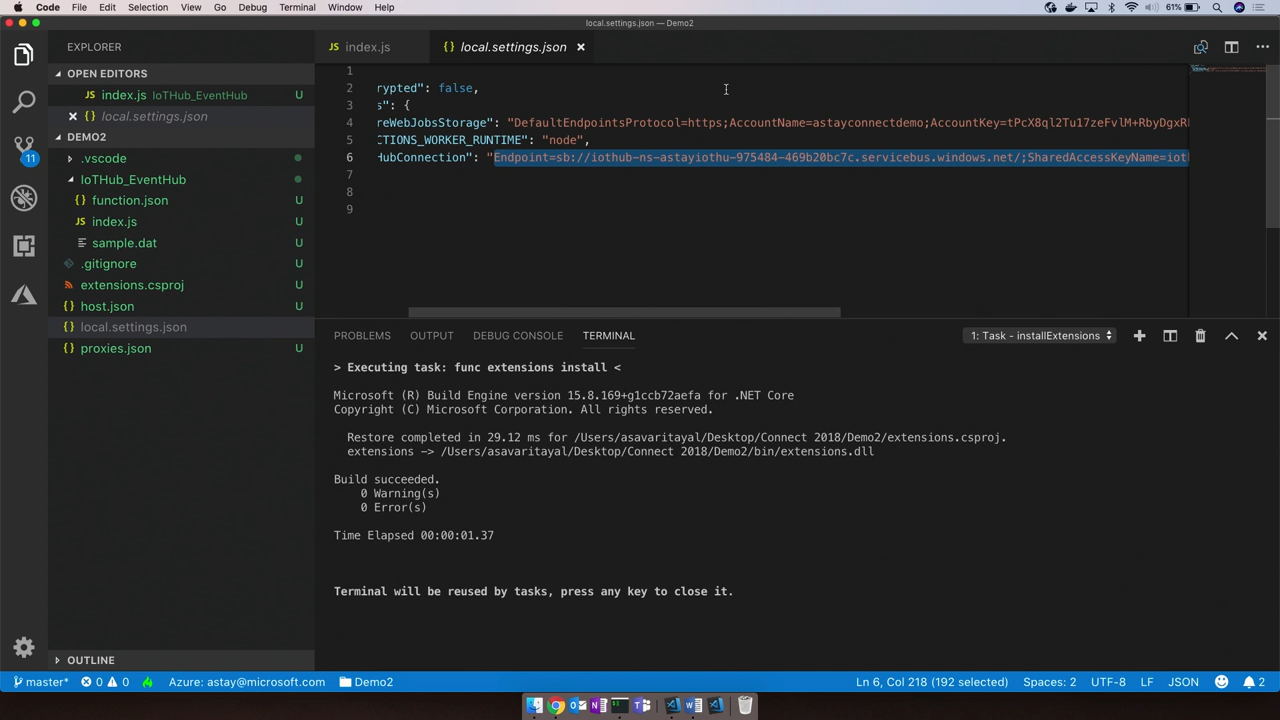 Code File Edit Selection View Go Debug Terminal Window Help 61%
local.settings.json — Demo2
EXPLORER
OPEN EDITORS
index.js IoTHub_EventHub U
local.settings.json
DEMO2
.vscode
IoTHub_EventHub
function.json U
index.js U
sample.dat U
.gitignore U
extensions.csproj U
host.json U
local.settings.json
proxies.json U
OUTLINE
11
JS index.js
{} local.settings.json
1
2 rypted": false,
3 s": {
4 reWebJobsStorage": "DefaultEndpointsProtocol=https;AccountName=astayconnectdemo;AccountKey=tPcX8ql2Tu17zeFvlM+RbyDgxR
5 CTIONS_WORKER_RUNTIME": "node",
6 HubConnection": "Endpoint=sb://iothub-ns-astayiothu-975484-469b20bc7c.servicebus.windows.net/;SharedAccessKeyName=iot
7
8
9
PROBLEMS OUTPUT DEBUG CONSOLE TERMINAL 1: Task - installExtensions
> Executing task: func extensions install <
Microsoft (R) Build Engine version 15.8.169+g1ccb72aefa for .NET Core
Copyright (C) Microsoft Corporation. All rights reserved.
Restore completed in 29.12 ms for /Users/asavaritayal/Desktop/Connect 2018/Demo2/extensions.csproj.
extensions -> /Users/asavaritayal/Desktop/Connect 2018/Demo2/bin/extensions.dll
Build succeeded.
0 Warning(s)
0 Error(s)
Time Elapsed 00:00:01.37
Terminal will be reused by tasks, press any key to close it.
master* 0 0 Azure: astay@microsoft.com Demo2 Ln 6, Col 218 (192 selected) Spaces: 2 UTF-8 LF JSON 2